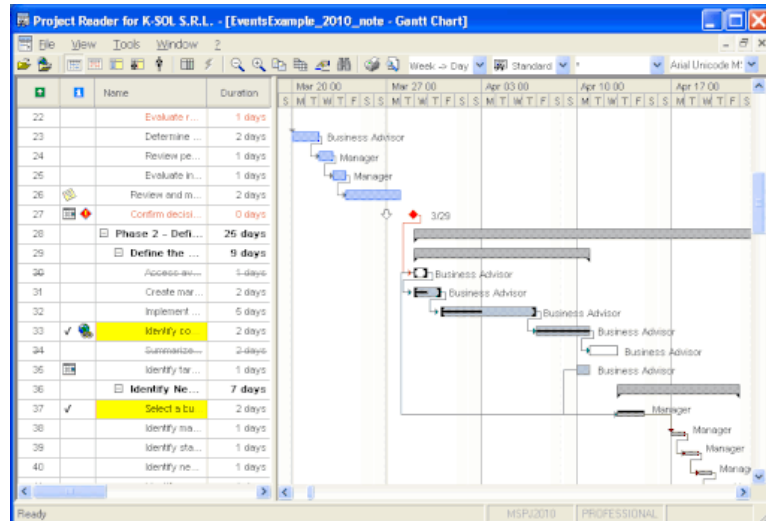 Project Reader for K-SOL S.R.L. - [EventsExample_2010_note - Gantt Chart]
File View Tools Window ?
Week -> Day Standard * Arial Unicode M
Name Duration
Mar 20 00 Mar 27 00 Apr 03 00 Apr 10 00 Apr 17 00
S M T W T F S S M T W T F S S M T W T F S S M T W T F S S M T W T F S
22 Evaluate r... 1 days
23 Determine ... 2 days Business Advisor
24 Review pe... 1 days Manager
25 Evaluate in... 1 days Manager
26 Review and m... 2 days
27 Confirm decisi... 0 days 3/29
28 Phase 2 - Defi... 25 days
29 Define the ... 9 days
30 Access av... 1 days Business Advisor
31 Create mar... 2 days Business Advisor
32 Implement ... 5 days Business Advisor
33 Identify co... 2 days Business Advisor
34 Summarize... 2 days Business Advisor
35 Identify tar... 1 days Business Advisor
36 Identify Ne... 7 days
37 Select a bu 2 days Manager
38 Identify ma... 1 days Manager
39 Identify sta... 1 days Manager
40 Identify ne... 1 days Manag
Ready MSPJ2010 PROFESSIONAL